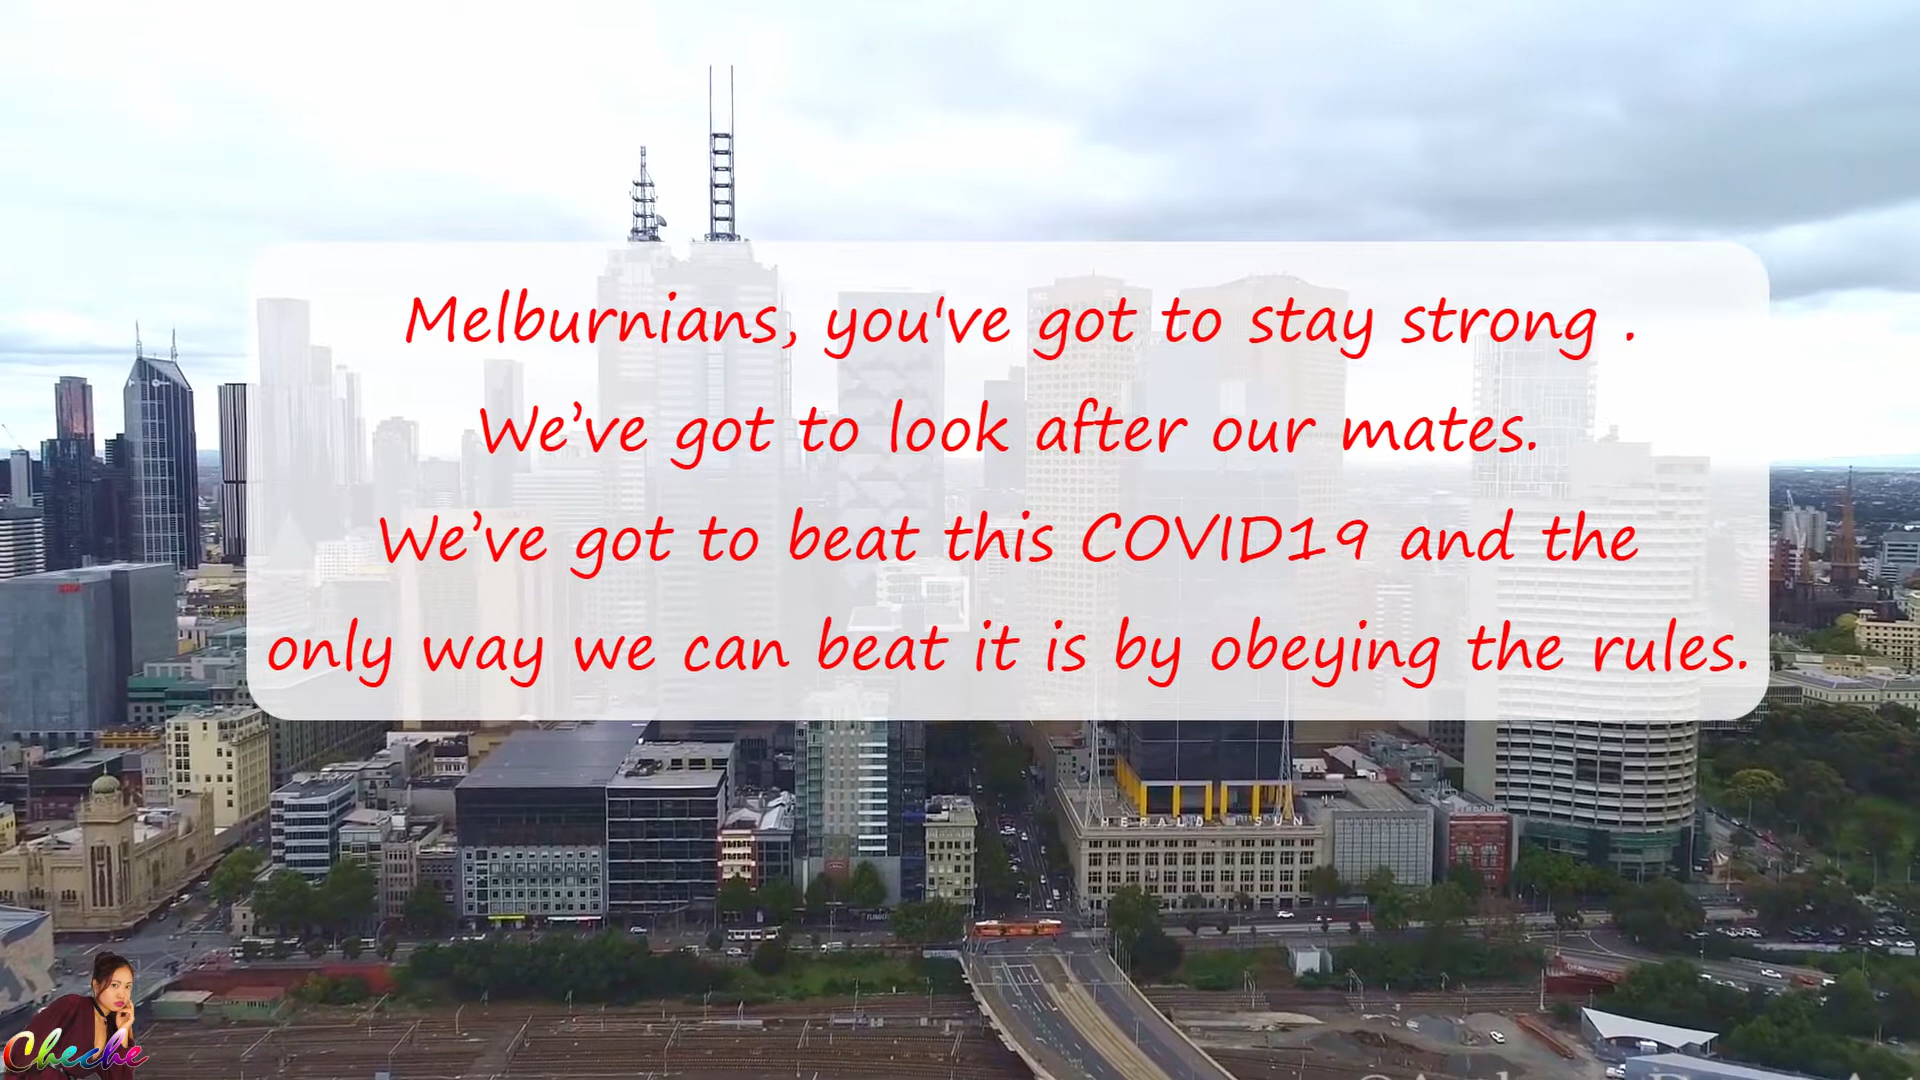 Melburnians, you've got to stay strong .
We’ve got to look after our mates.
We’ve got to beat this COVID19 and the
only way we can beat it is by obeying the rules.
HERALD SUN
Cheche